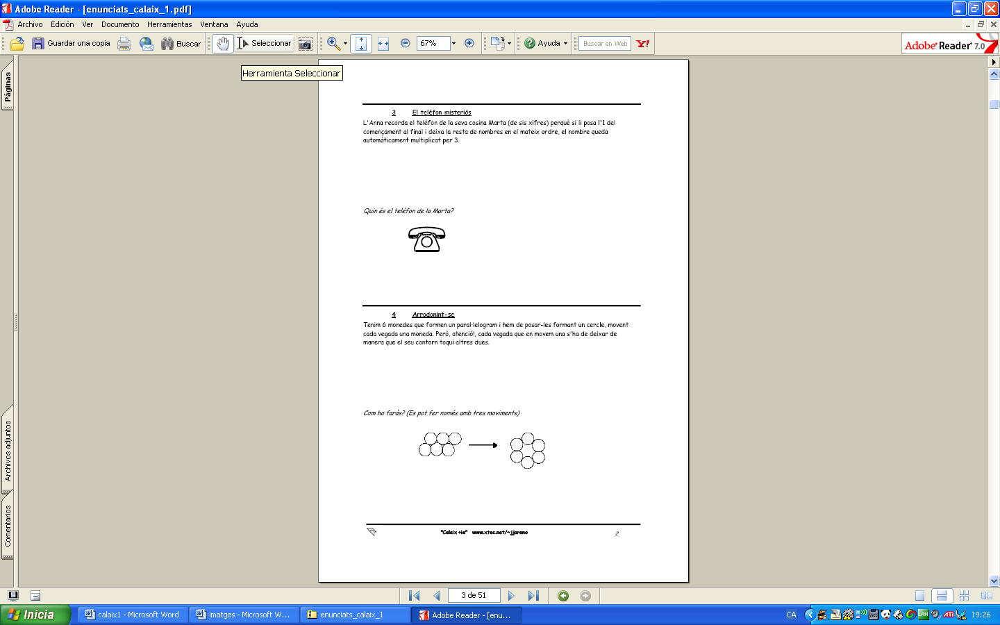 Adobe Reader - [enunciats_calaix_1.pdf]
Archivo Edición Ver Documento Herramientas Ventana Ayuda
Guardar una copia Buscar Seleccionar 67% Ayuda Buscar en Web Y! Adobe Reader 7.0
Herramienta Seleccionar
Páginas
Archivos adjuntos
Comentarios
3 El telèfon misteriós
L'Anna recorda el telèfon de la seva cosina Marta (de sis xifres) perquè si li posa l'1 del
començament al final i deixa la resta de nombres en el mateix ordre, el nombre queda
automàticament multiplicat per 3.
Quin és el telèfon de la Marta?
4 Arrodonint-se
Tenim 6 monedes que formen un paral·lelogram i hem de posar-les formant un cercle, movent
cada vegada una moneda. Però, atenció!, cada vegada que en movem una s'ha de deixar de
manera que el seu contorn toqui altres dues.
Com ho faràs? (Es pot fer només amb tres moviments)
"Calaix +ie" www.xtec.net/~jjareno 2
3 de 51
Inicia calaix1 - Microsoft Word imatges - Microsoft W... enunciats_calaix_1 Adobe Reader - [enu... CA 19:26